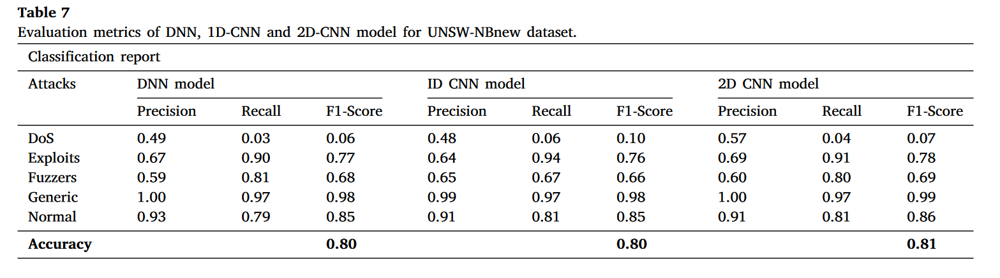 Table 7
Evaluation metrics of DNN, 1D-CNN and 2D-CNN model for UNSW-NBnew dataset.
Classification report
Attacks DNN model ID CNN model 2D CNN model
Precision Recall F1-Score Precision Recall F1-Score Precision Recall F1-Score
DoS 0.49 0.03 0.06 0.48 0.06 0.10 0.57 0.04 0.07
Exploits 0.67 0.90 0.77 0.64 0.94 0.76 0.69 0.91 0.78
Fuzzers 0.59 0.81 0.68 0.65 0.67 0.66 0.60 0.80 0.69
Generic 1.00 0.97 0.98 0.99 0.97 0.98 1.00 0.97 0.99
Normal 0.93 0.79 0.85 0.91 0.81 0.85 0.91 0.81 0.86
Accuracy 0.80 0.80 0.81